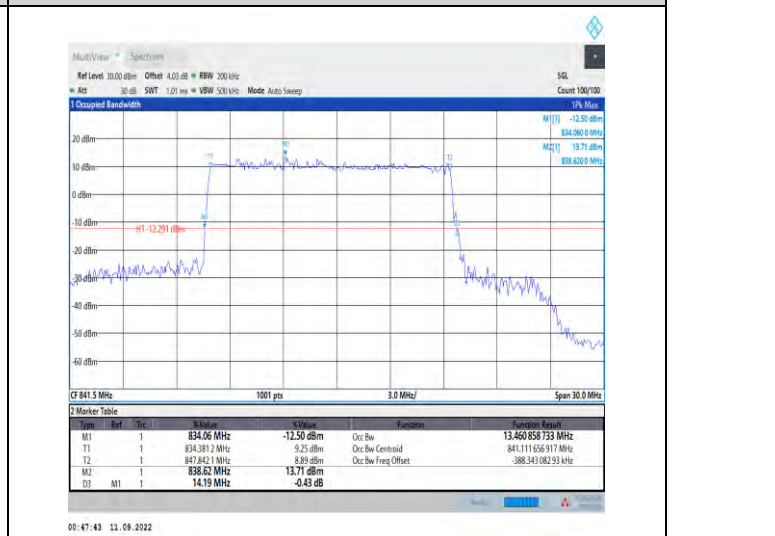 MultiView Spectrum
Ref Level 30.00 dBm Offset 4.03 dB RBW 200 kHz SGL
Att 30 dB SWT 1.01 ms VBW 500 kHz Mode Auto Sweep Count 100/100
1 Occupied Bandwidth 1Pk Max
M1[1] -12.50 dBm
834.060 0 MHz
M2[1] 13.71 dBm
838.620 0 MHz
20 dBm
M2
T1
T2
10 dBm
0 dBm
M1
-10 dBm
H1 -12.291 dBm
-20 dBm
-30 dBm
-40 dBm
-50 dBm
-60 dBm
CF 841.5 MHz 1001 pts 3.0 MHz/ Span 30.0 MHz
2 Marker Table
Type Ref Trc X-Value Y-Value Function Function Result
M1 1 834.06 MHz -12.50 dBm Occ Bw 13.460 858 733 MHz
T1 1 834.381 2 MHz 9.25 dBm Occ Bw Centroid 841.111 656 917 MHz
T2 1 847.842 1 MHz 8.89 dBm Occ Bw Freq Offset -388.343 082 93 kHz
M2 1 838.62 MHz 13.71 dBm
D3 M1 1 14.19 MHz -0.43 dB
00:47:43 11.09.2022